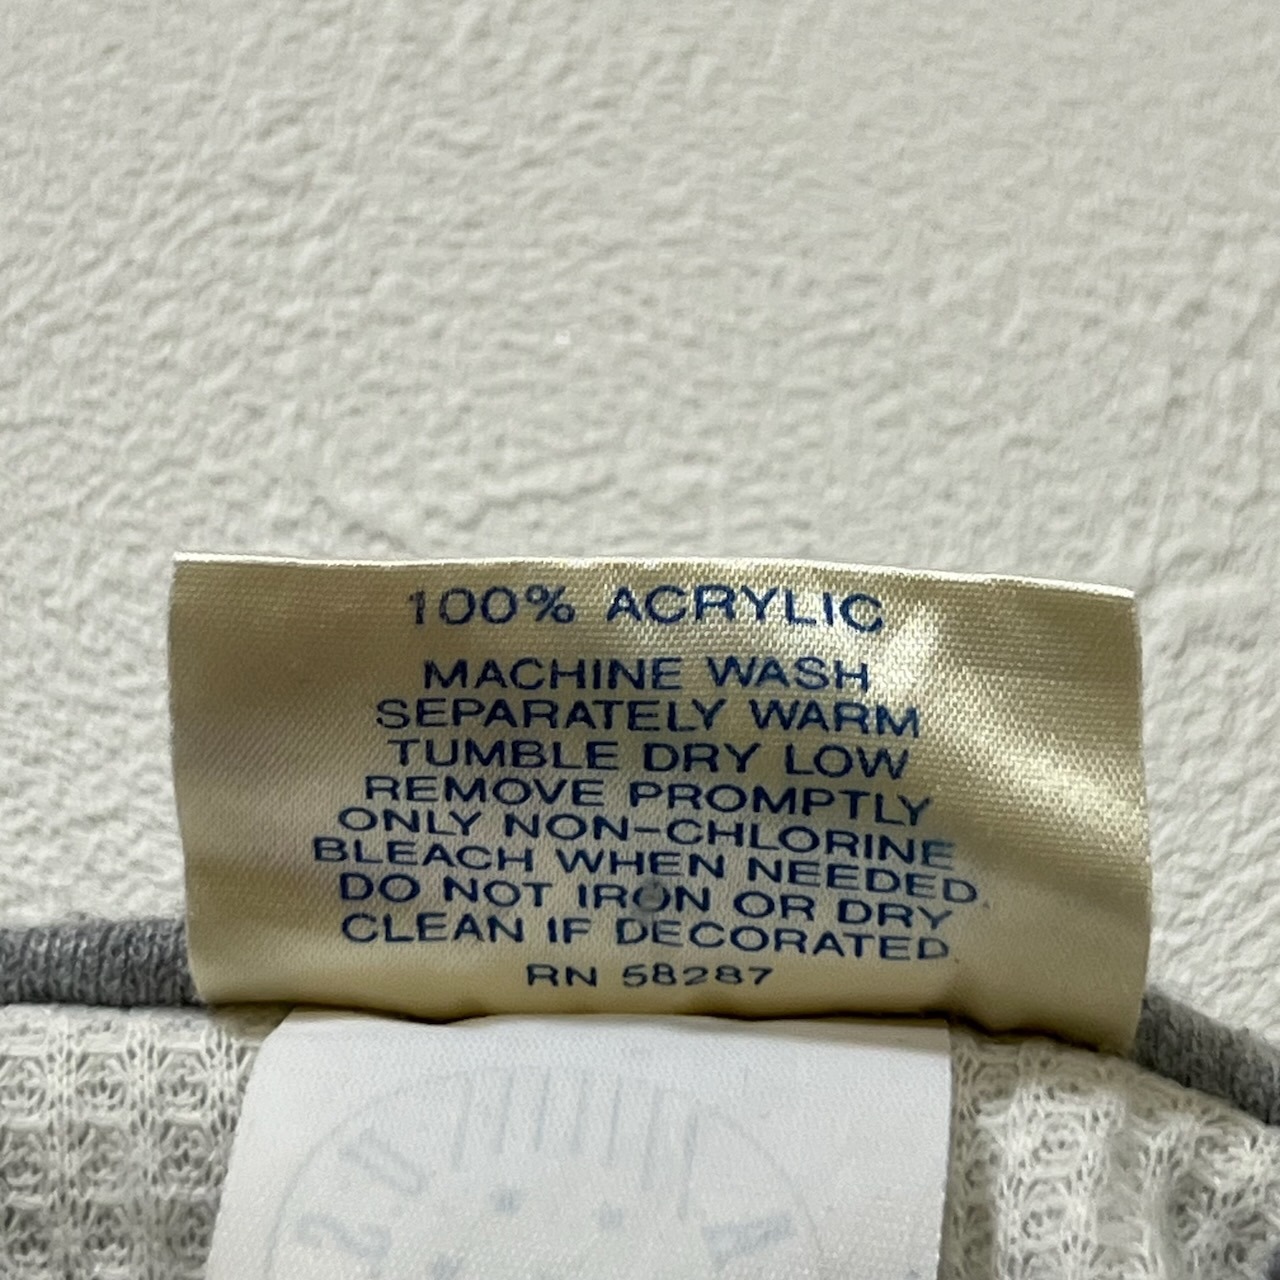 100% ACRYLIC
MACHINE WASH
SEPARATELY WARM
TUMBLE DRY LOW
REMOVE PROMPTLY
ONLY NON-CHLORINE
BLEACH WHEN NEEDED.
DO NOT IRON OR DRY
CLEAN IF DECORATED.
RN 58287